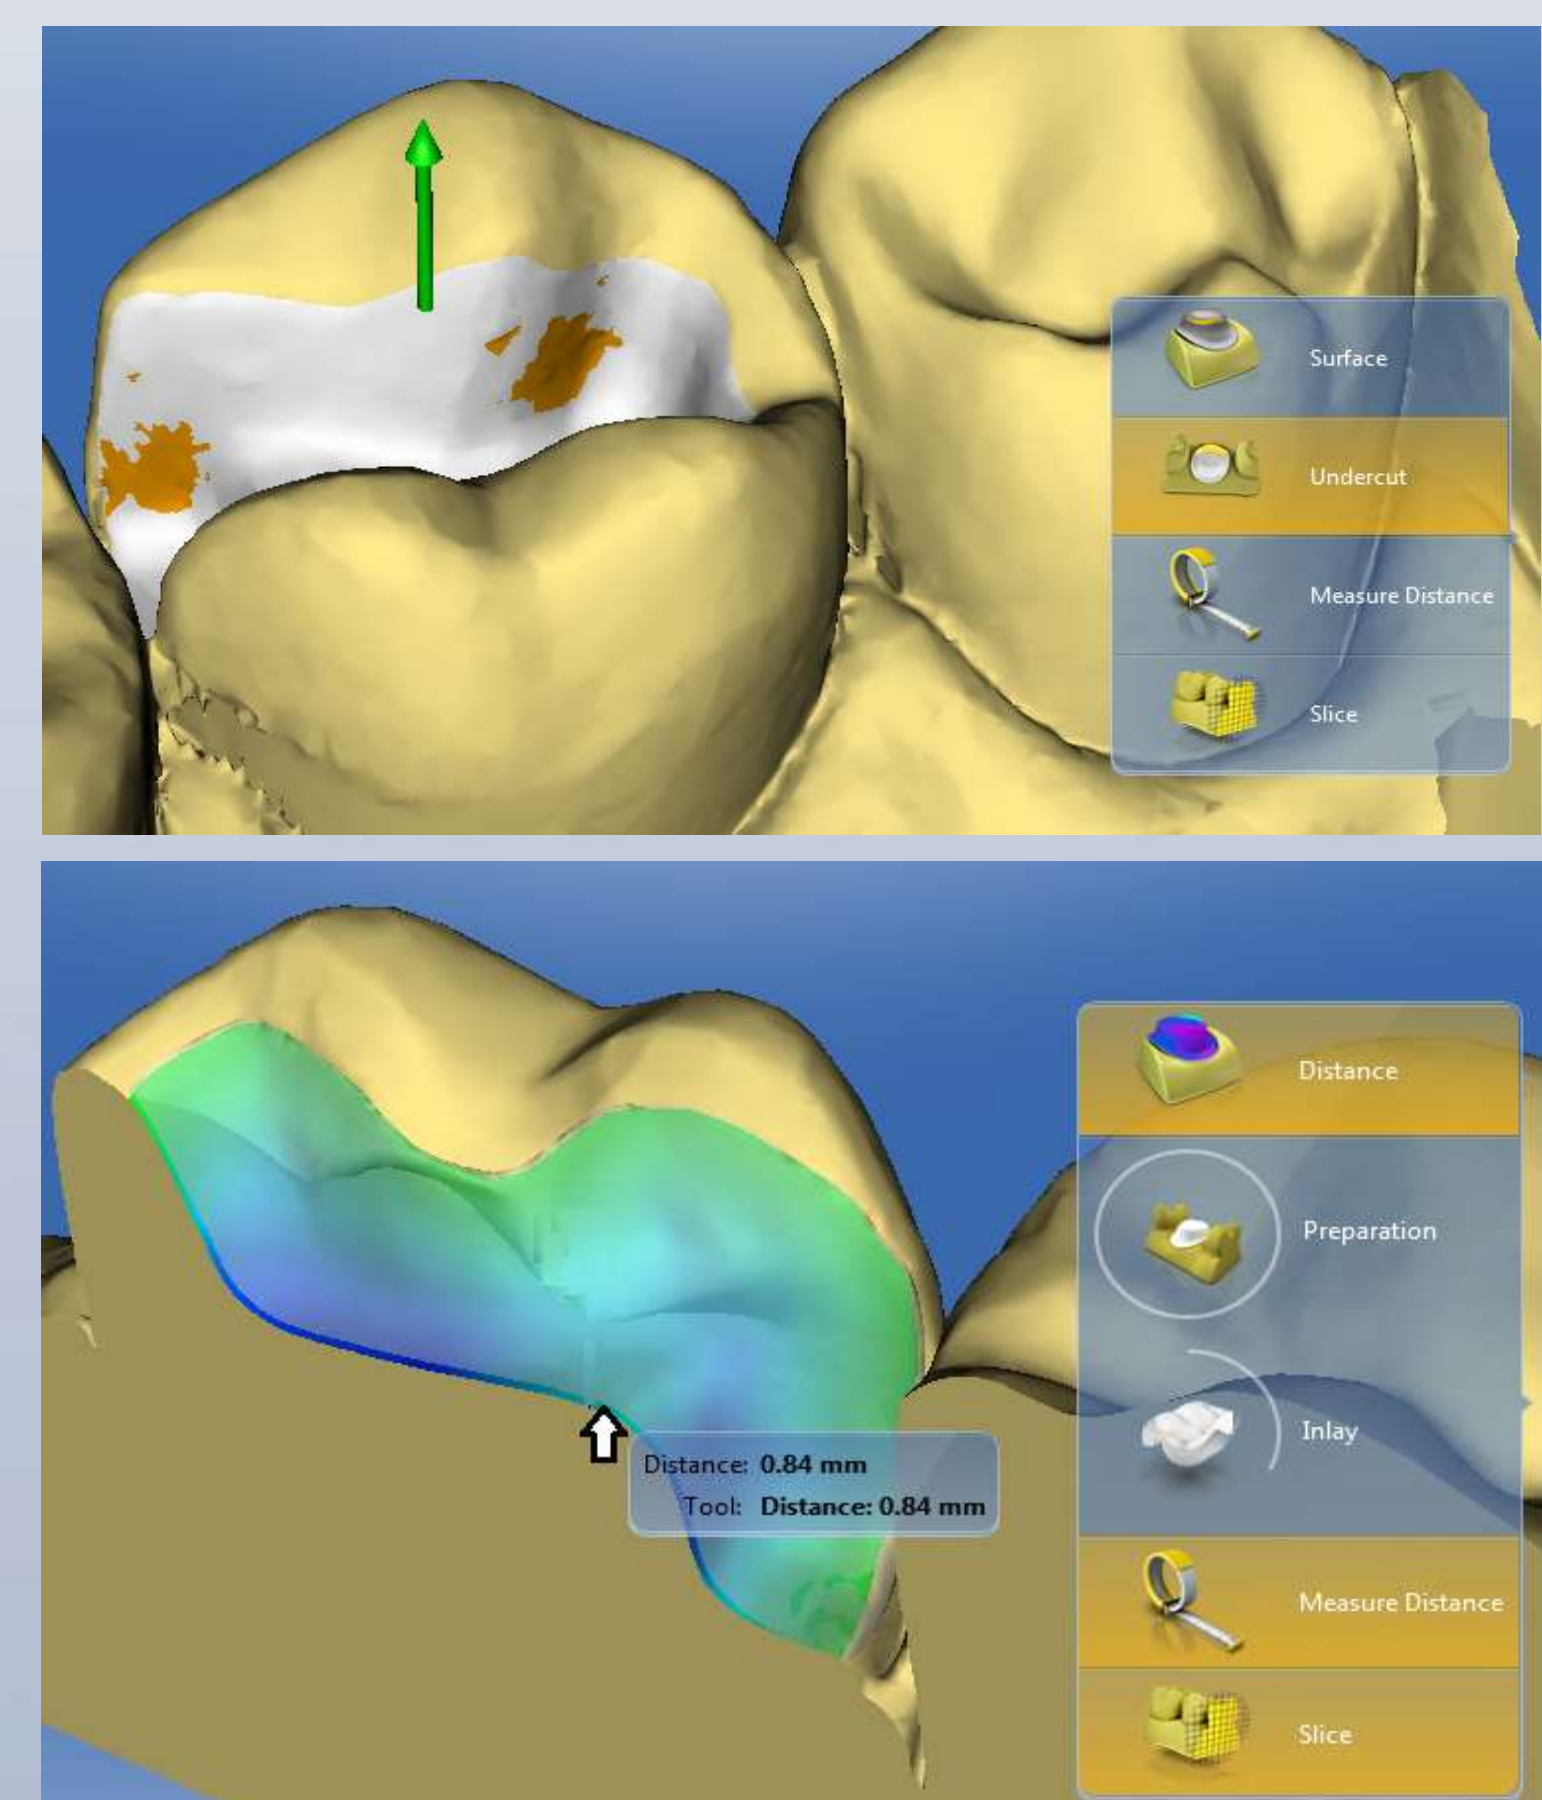 Surface
Undercut
Measure Distance
Slice
Distance
Preparation
Inlay
Distance: 0.84 mm
Tool: Distance: 0.84 mm
Measure Distance
Slice